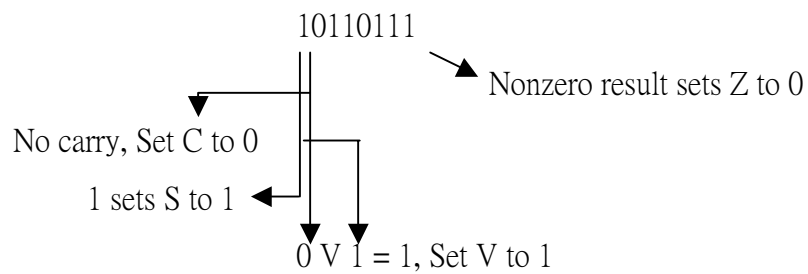 10110111
Nonzero result sets Z to 0
No carry, Set C to 0
1 sets S to 1
0 V 1 = 1, Set V to 1